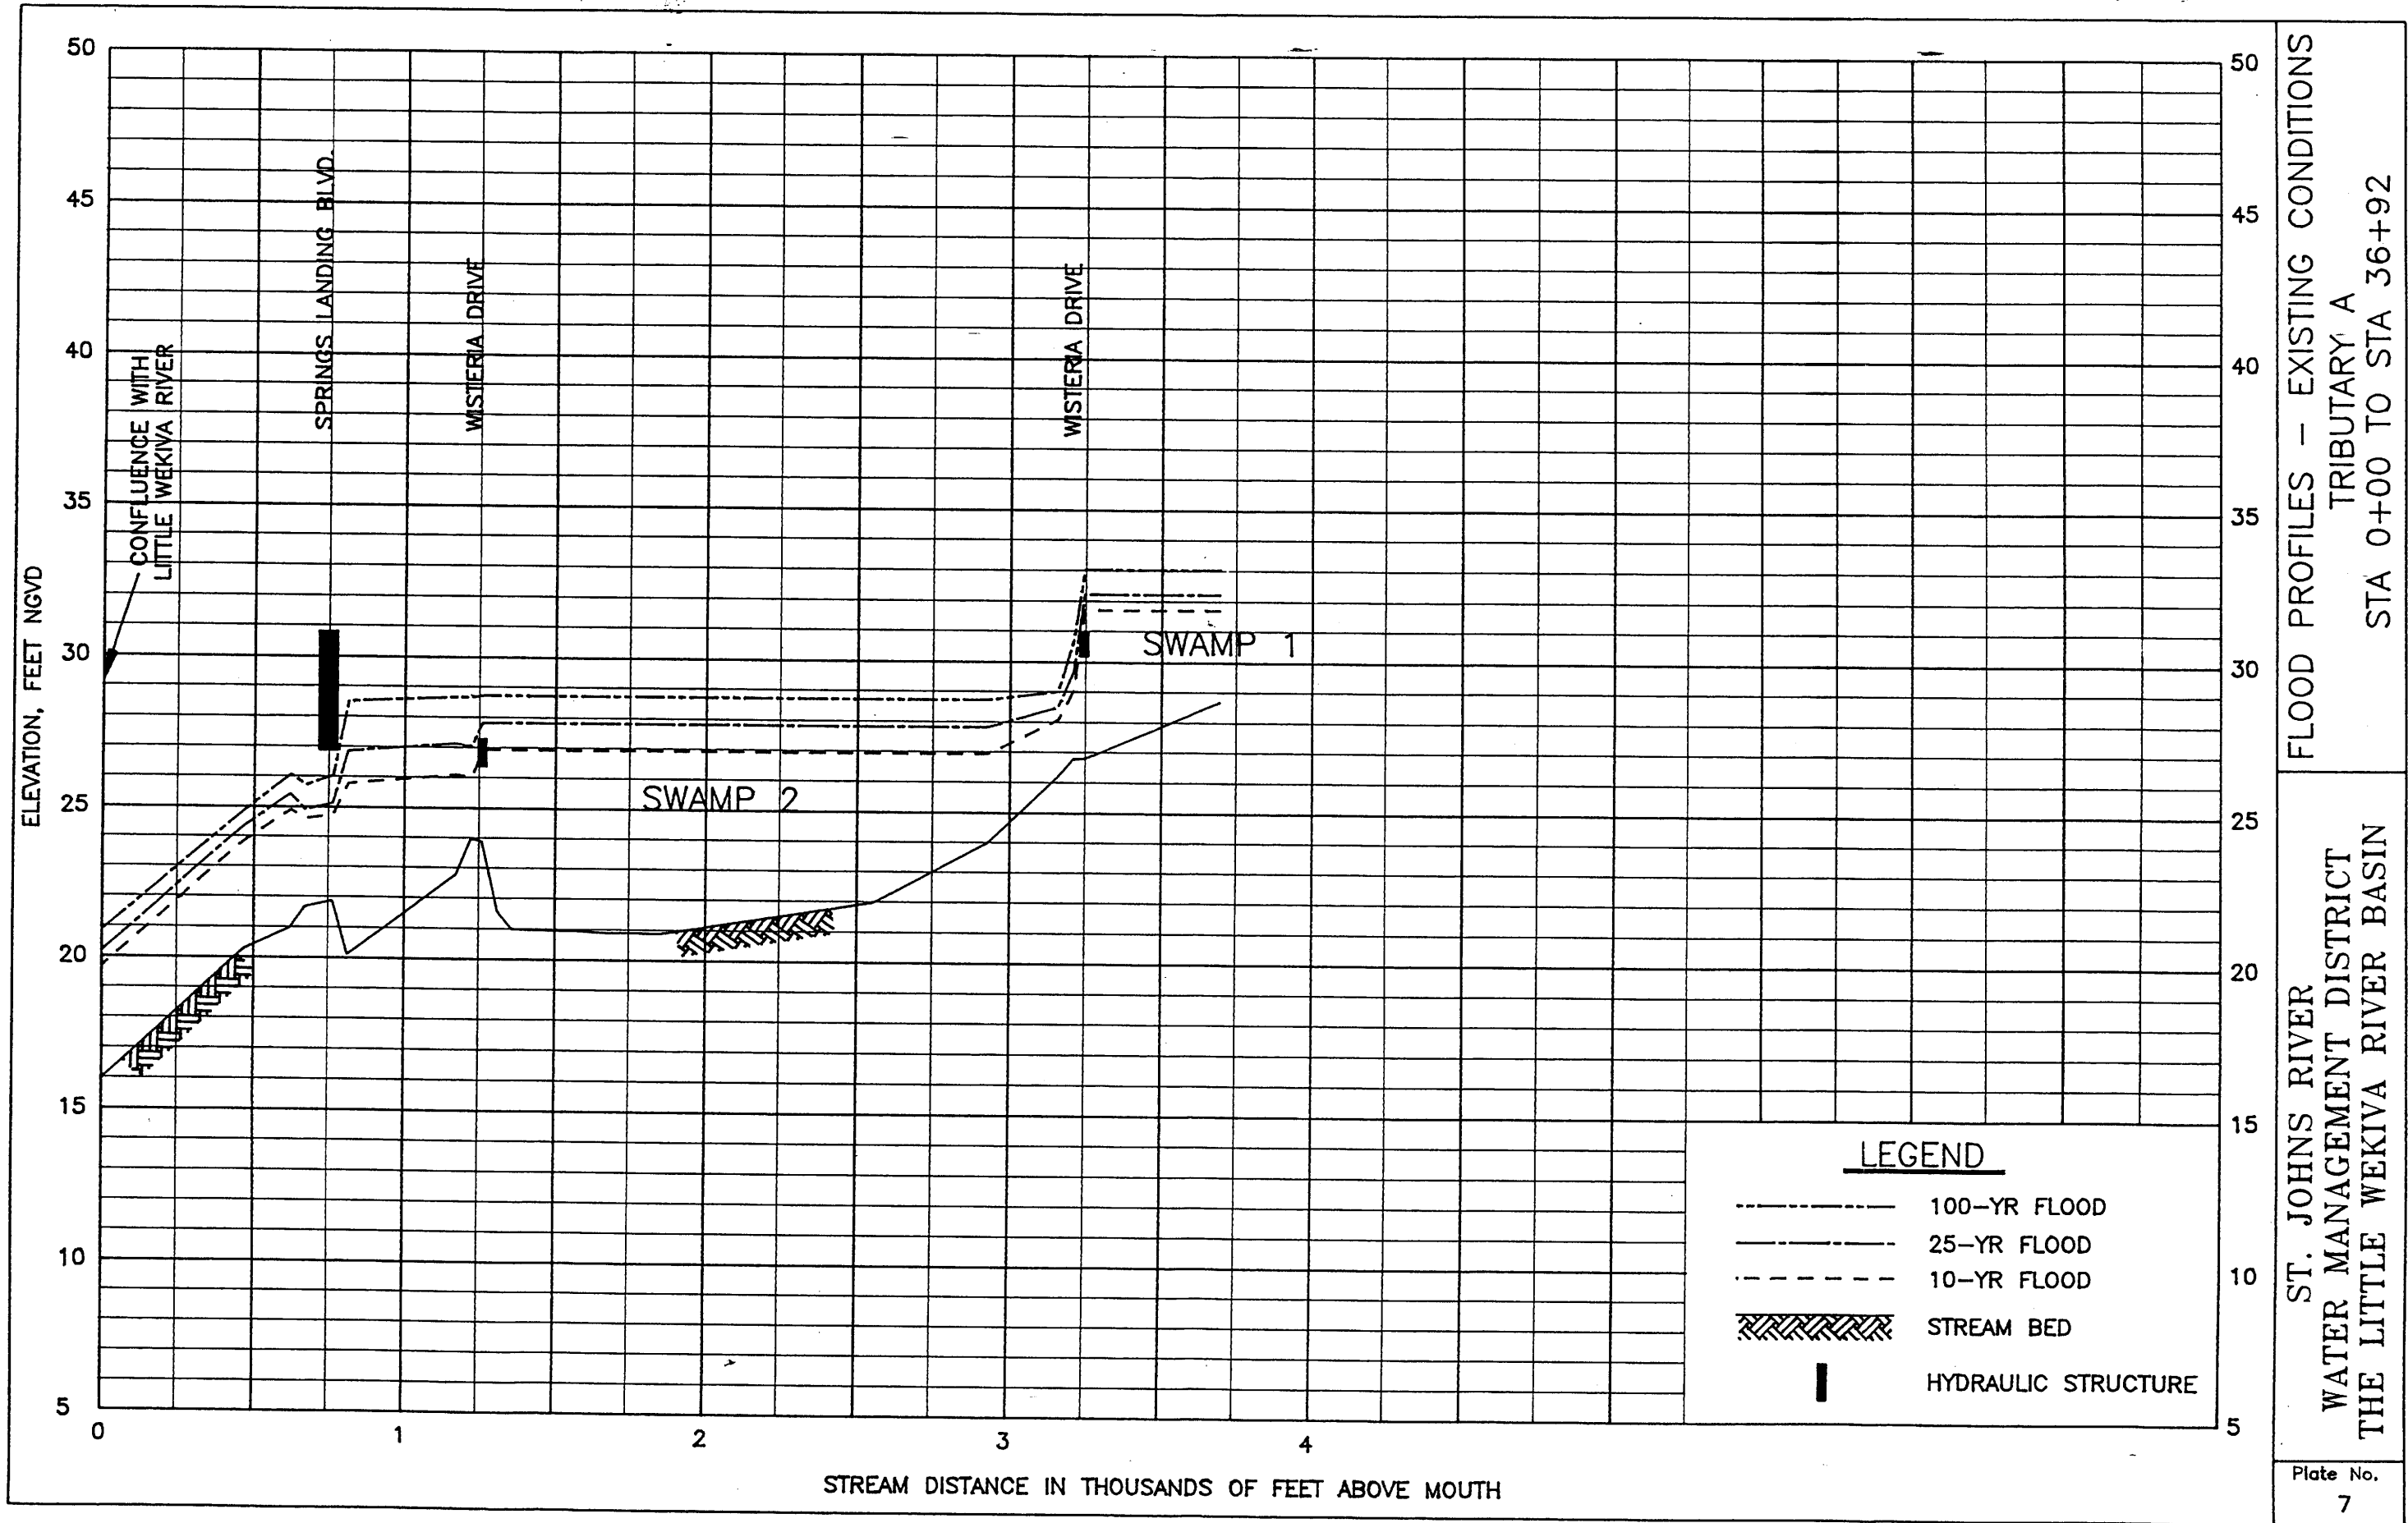 50
45
40
35
30
25
20
15
10
5
ELEVATION, FEET NGVD
CONFLUENCE WITH
LITTLE WEKIVA RIVER
SPRINGS LANDING BLVD.
WISTERIA DRIVE
WISTERIA DRIVE
SWAMP 1
SWAMP 2
0
1
2
3
4
STREAM DISTANCE IN THOUSANDS OF FEET ABOVE MOUTH
50
45
40
35
30
25
20
15
10
5
LEGEND
100-YR FLOOD
25-YR FLOOD
10-YR FLOOD
STREAM BED
HYDRAULIC STRUCTURE
FLOOD PROFILES - EXISTING CONDITIONS
TRIBUTARY A
STA 0+00 TO STA 36+92
ST. JOHNS RIVER
WATER MANAGEMENT DISTRICT
THE LITTLE WEKIVA RIVER BASIN
Plate No.
7